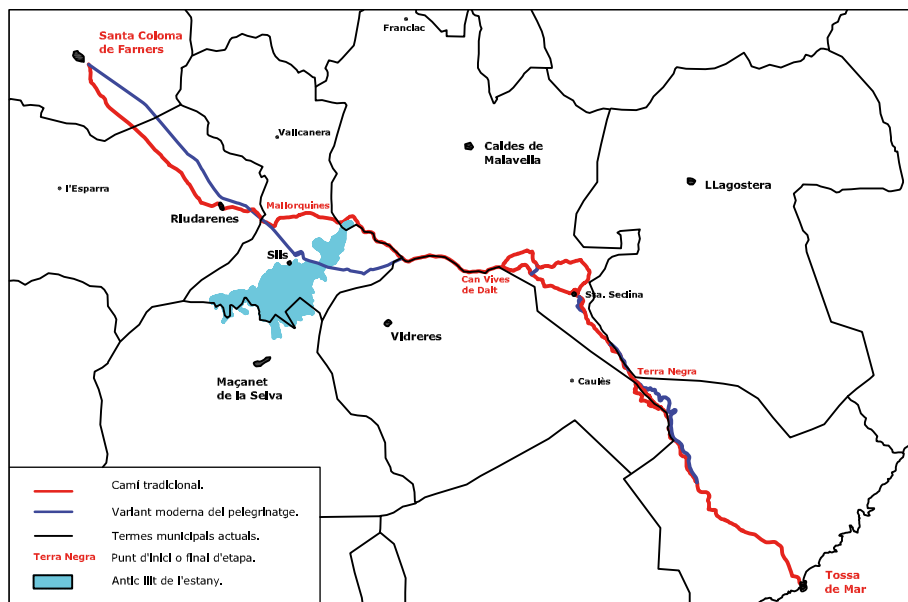 Franciac
Santa Coloma
de Farners
Vallcanera
Caldes de
Malavella
l'Esparra
LLagostera
Mallorquines
Riudarenes
Sils
Can Vives
de Dalt
Sta. Sedina
Vidreres
Terra Negra
Maçanet
de la Selva
Caulès
Camí tradicional.
Variant moderna del pelegrinatge.
Termes municipals actuals.
Terra Negra Punt d'inici o final d'etapa.
Antic llit de l'estany.
Tossa
de Mar